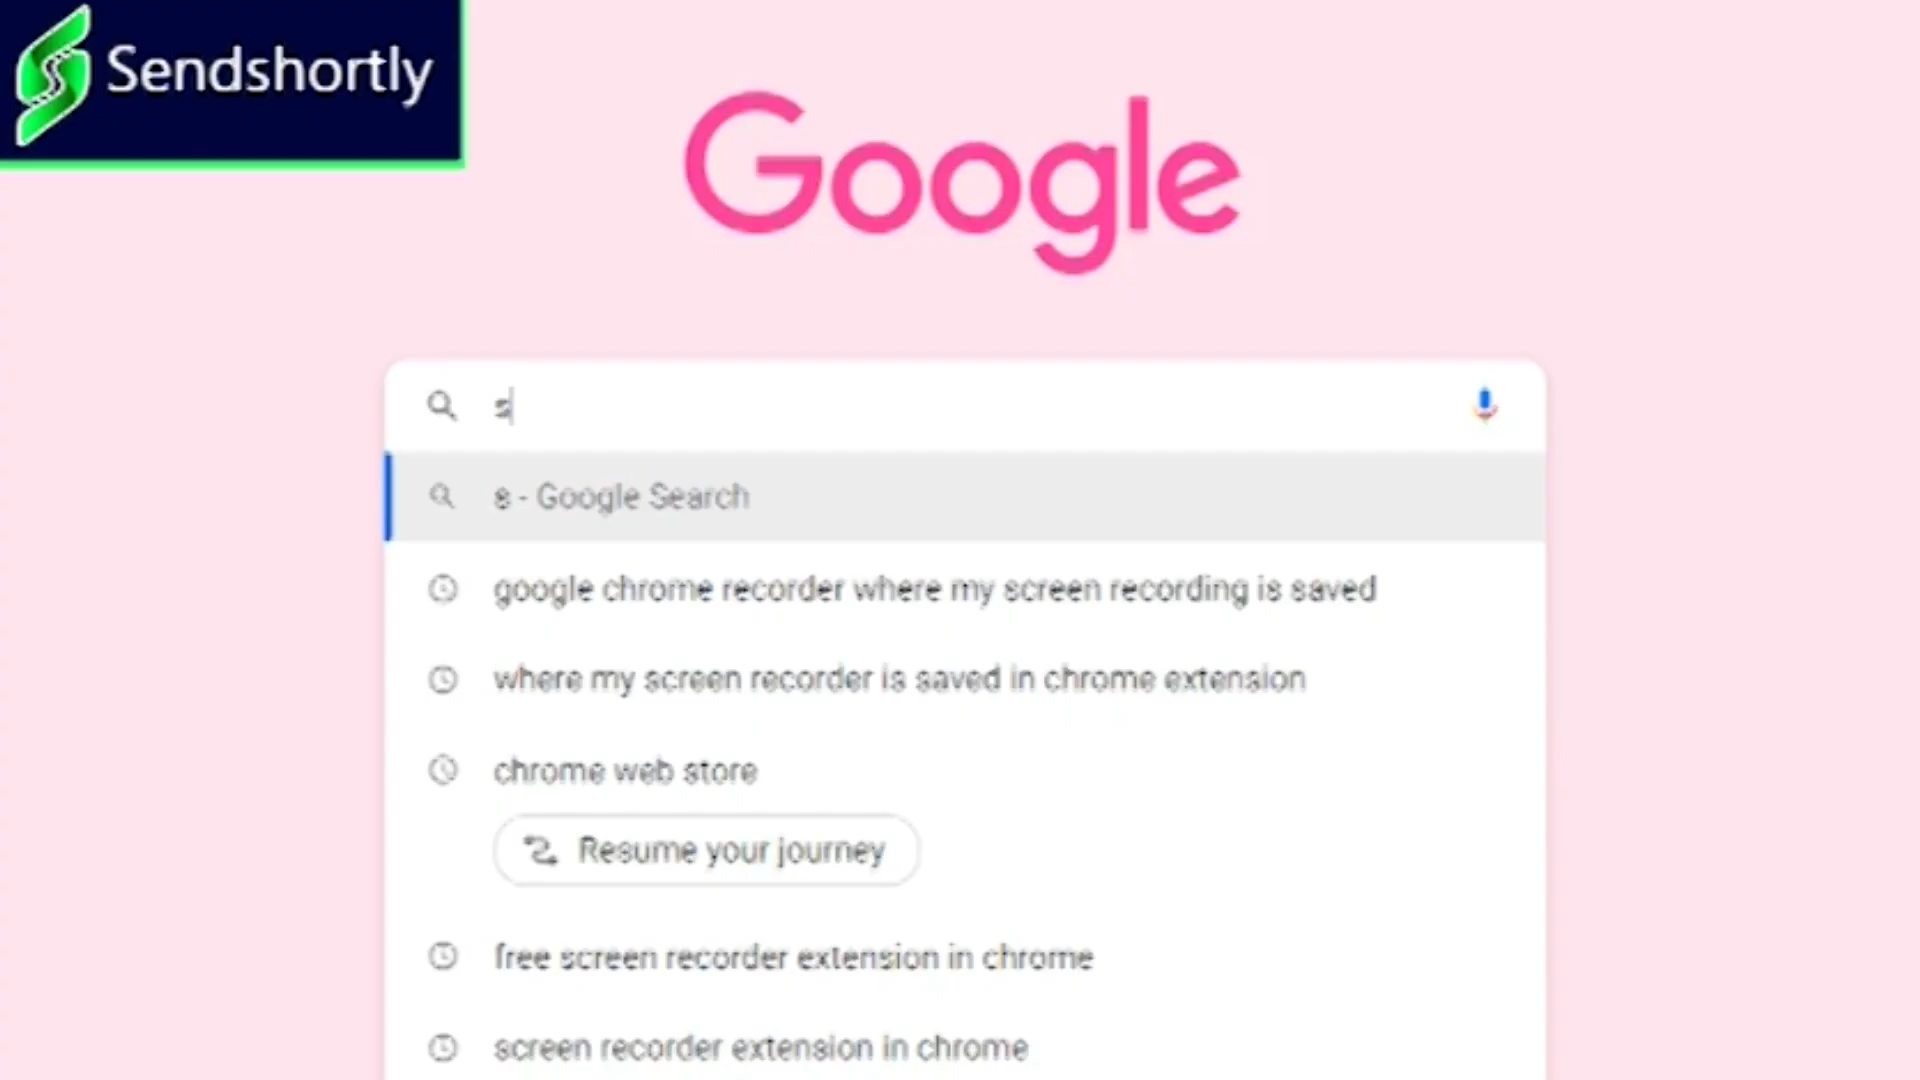 Sendshortly
Google
s
s - Google Search
google chrome recorder where my screen recording is saved
where my screen recorder is saved in chrome extension
chrome web store
Resume your journey
free screen recorder extension in chrome
screen recorder extension in chrome